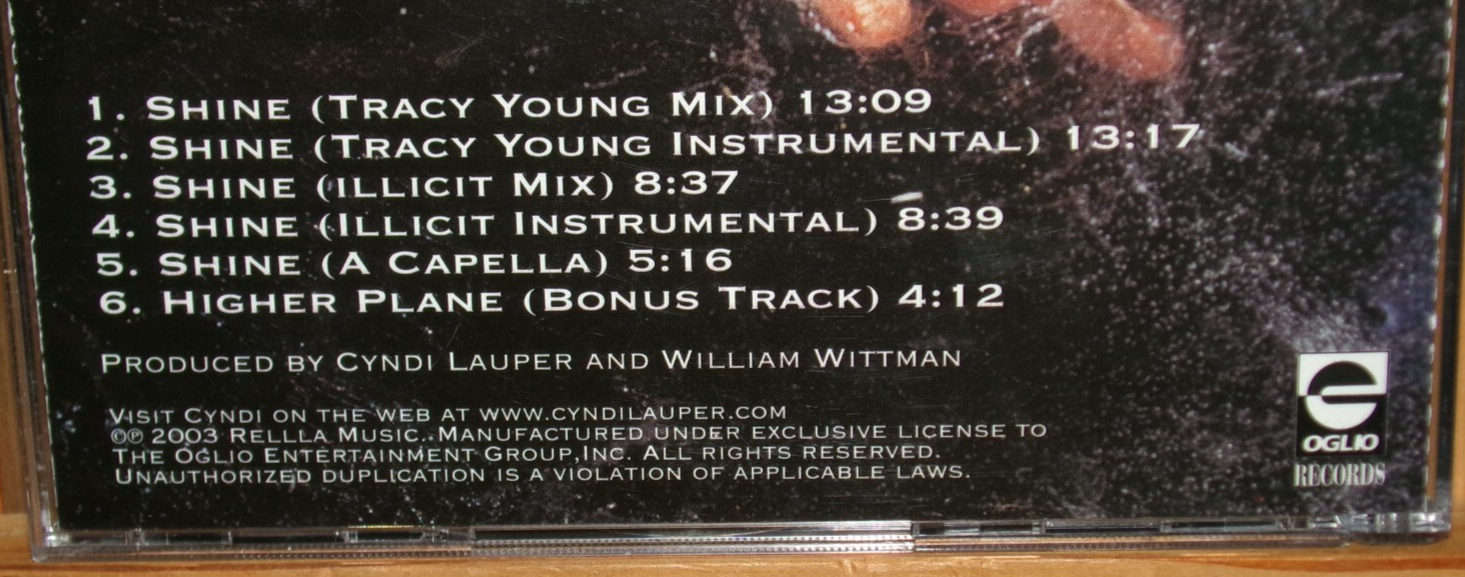 1. SHINE (TRACY YOUNG MIX) 13:09
2. SHINE (TRACY YOUNG INSTRUMENTAL) 13:17
3. SHINE (ILLICIT MIX) 8:37
4. SHINE (ILLICIT INSTRUMENTAL) 8:39
5. SHINE (A CAPELLA) 5:16
6. HIGHER PLANE (BONUS TRACK) 4:12
PRODUCED BY CYNDI LAUPER AND WILLIAM WITTMAN
VISIT CYNDI ON THE WEB AT WWW.CYNDILAUPER.COM
©℗ 2003 RELLLA MUSIC. MANUFACTURED UNDER EXCLUSIVE LICENSE TO
THE OGLIO ENTERTAINMENT GROUP,INC. ALL RIGHTS RESERVED.
UNAUTHORIZED DUPLICATION IS A VIOLATION OF APPLICABLE LAWS.
OGLIO
RECORDS